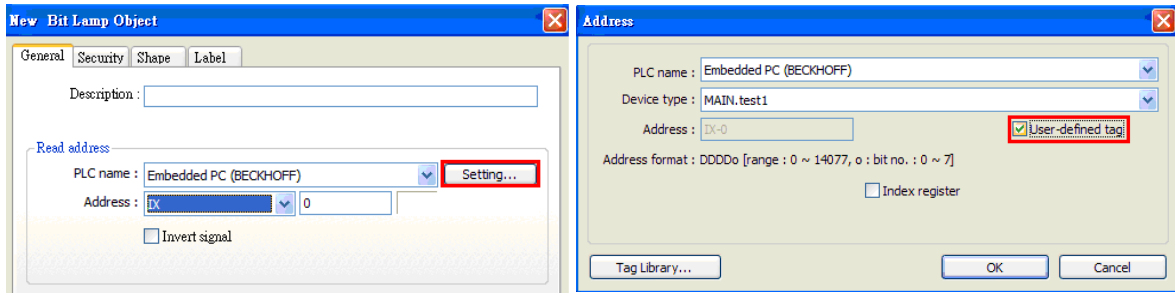 New Bit Lamp Object
General Security Shape Label
Description :
Read address
PLC name : Embedded PC (BECKHOFF) Setting...
Address : IX 0
Invert signal
Address
PLC name : Embedded PC (BECKHOFF)
Device type : MAIN.test1
Address : IX-0 User-defined tag
Address format : DDDDo [range : 0 ~ 14077, o : bit no. : 0 ~ 7]
Index register
Tag Library... OK Cancel